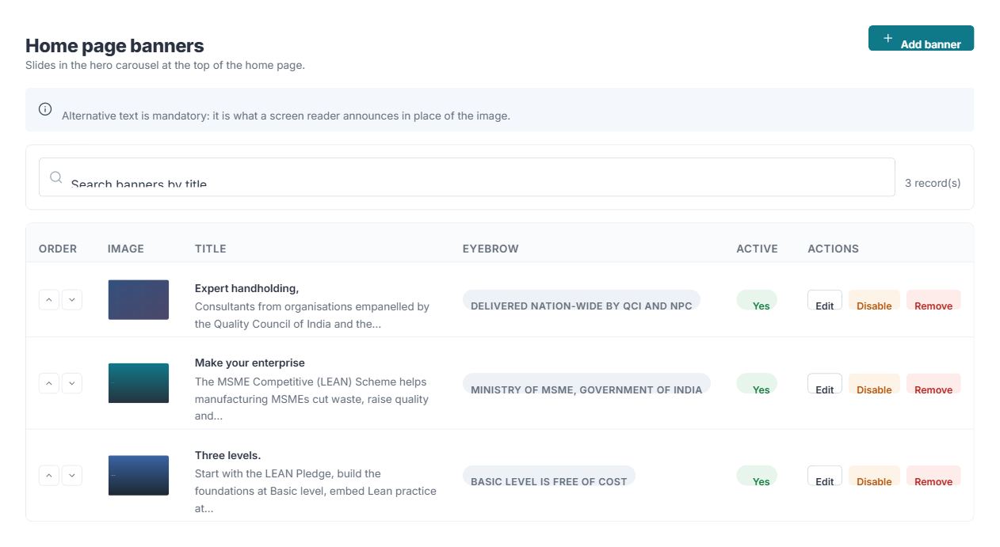 Home page banners
Add banner
Slides in the hero carousel at the top of the home page.
Alternative text is mandatory: it is what a screen reader announces in place of the image.
Search banners by title
3 record(s)
ORDER IMAGE TITLE EYEBROW ACTIVE ACTIONS
Expert handholding,
Consultants from organisations empanelled by
the Quality Council of India and the...
DELIVERED NATION-WIDE BY QCI AND NPC Yes Edit Disable Remove
Make your enterprise
The MSME Competitive (LEAN) Scheme helps
manufacturing MSMEs cut waste, raise quality
and...
MINISTRY OF MSME, GOVERNMENT OF INDIA Yes Edit Disable Remove
Three levels.
Start with the LEAN Pledge, build the
foundations at Basic level, embed Lean practice
at...
BASIC LEVEL IS FREE OF COST Yes Edit Disable Remove